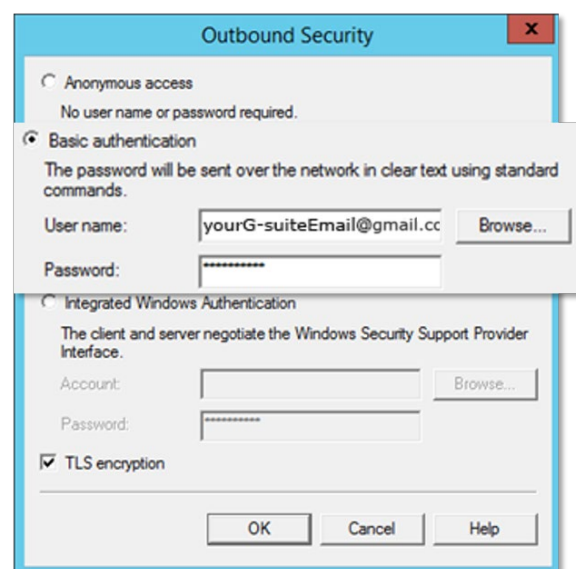 Outbound Security
x
Anonymous access
No user name or password required.
Basic authentication
The password will be sent over the network in clear text using standard
commands.
User name: yourG-suiteEmail@gmail.cc Browse...
Password: **********
Integrated Windows Authentication
The client and server negotiate the Windows Security Support Provider
Interface.
Account: Browse...
Password: **********
TLS encryption
OK Cancel Help